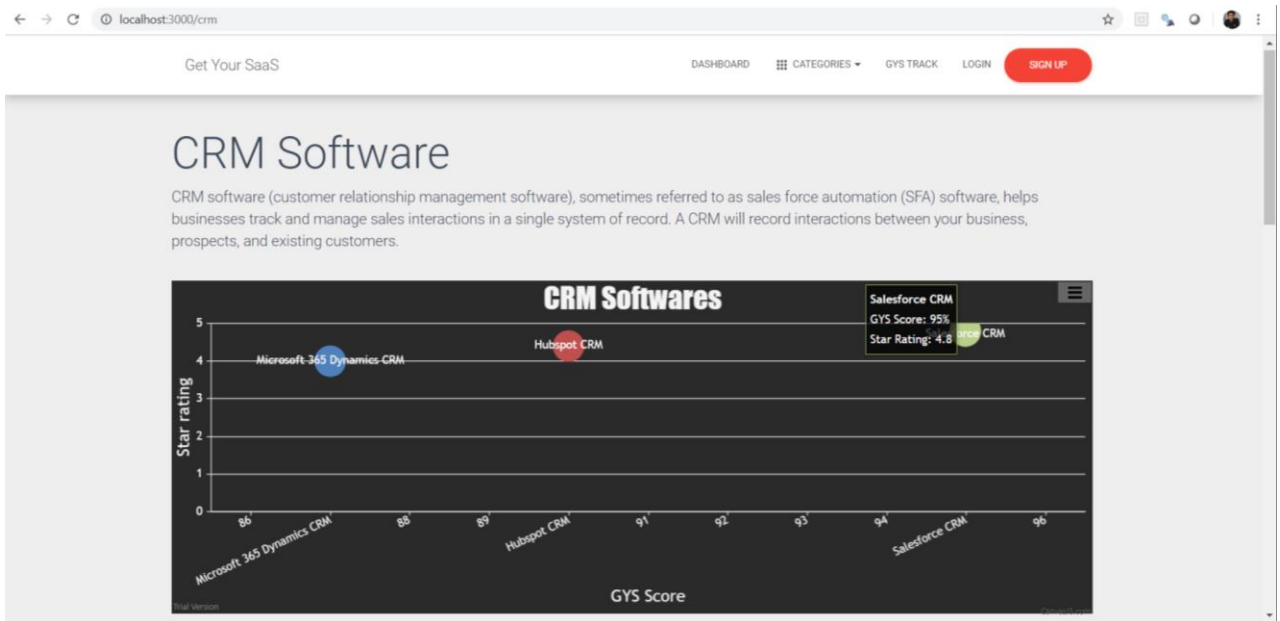 localhost:3000/crm
Get Your SaaS
DASHBOARD CATEGORIES GYS TRACK LOGIN SIGN UP
CRM Software
CRM software (customer relationship management software), sometimes referred to as sales force automation (SFA) software, helps
businesses track and manage sales interactions in a single system of record. A CRM will record interactions between your business,
prospects, and existing customers.
CRM Softwares
Salesforce CRM
GYS Score: 95%
Star Rating: 4.8
Salesforce CRM
Hubspot CRM
Microsoft 365 Dynamics CRM
Star rating
5
4
3
2
1
0
86 Microsoft 365 Dynamics CRM 88 89 Hubspot CRM 91 92 93 94 Salesforce CRM 96
GYS Score
Trial Version
CanvasJS.com